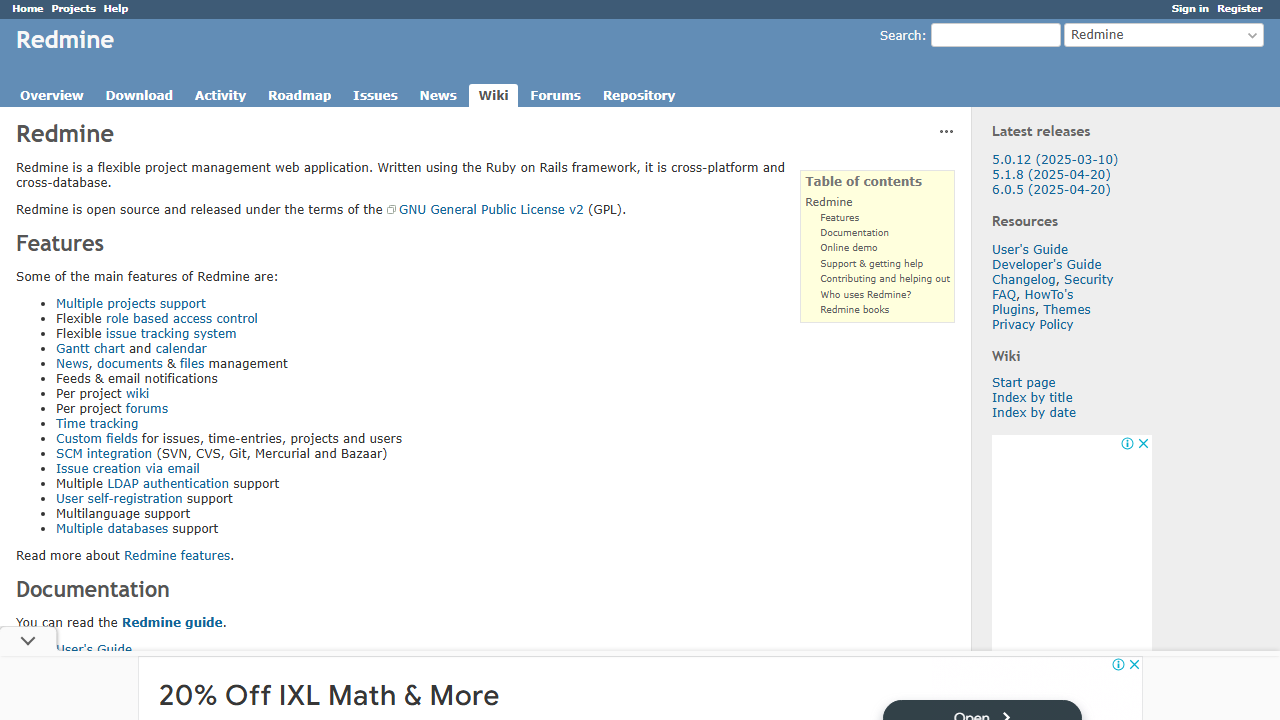 Home Projects Help Sign in Register
Redmine
Search: Redmine
Overview Download Activity Roadmap Issues News Wiki Forums Repository
Redmine
Redmine is a flexible project management web application. Written using the Ruby on Rails framework, it is cross-platform and
cross-database.
Redmine is open source and released under the terms of the GNU General Public License v2 (GPL).
Table of contents
Redmine
Features
Documentation
Online demo
Support & getting help
Contributing and helping out
Who uses Redmine?
Redmine books
Features
Some of the main features of Redmine are:
Multiple projects support
Flexible role based access control
Flexible issue tracking system
Gantt chart and calendar
News, documents & files management
Feeds & email notifications
Per project wiki
Per project forums
Time tracking
Custom fields for issues, time-entries, projects and users
SCM integration (SVN, CVS, Git, Mercurial and Bazaar)
Issue creation via email
Multiple LDAP authentication support
User self-registration support
Multilanguage support
Multiple databases support
Read more about Redmine features.
Documentation
You can read the Redmine guide.
User's Guide
Latest releases
5.0.12 (2025-03-10)
5.1.8 (2025-04-20)
6.0.5 (2025-04-20)
Resources
User's Guide
Developer's Guide
Changelog, Security
FAQ, HowTo's
Plugins, Themes
Privacy Policy
Wiki
Start page
Index by title
Index by date
20% Off IXL Math & More
Open